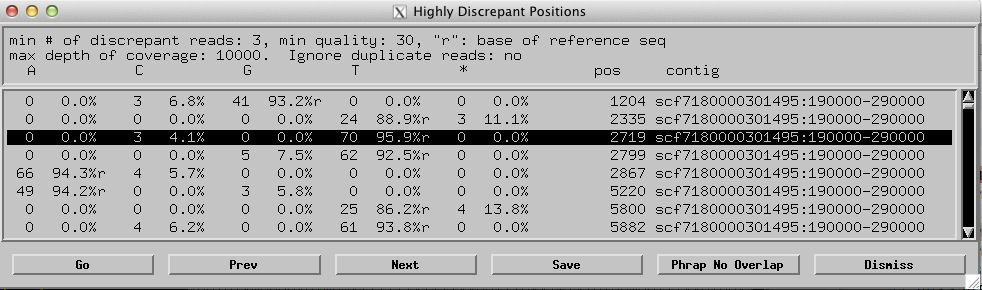 Highly Discrepant Positions
min # of discrepant reads: 3, min quality: 30, "r": base of reference seq
max depth of coverage: 10000.  Ignore duplicate reads: no
A C G T * pos contig
0 0.0% 3 6.8% 41 93.2%r 0 0.0% 0 0.0% 1204 scf7180000301495:190000-290000
0 0.0% 0 0.0% 0 0.0% 24 88.9%r 3 11.1% 2335 scf7180000301495:190000-290000
0 0.0% 3 4.1% 0 0.0% 70 95.9%r 0 0.0% 2719 scf7180000301495:190000-290000
0 0.0% 0 0.0% 5 7.5% 62 92.5%r 0 0.0% 2799 scf7180000301495:190000-290000
66 94.3%r 4 5.7% 0 0.0% 0 0.0% 0 0.0% 2867 scf7180000301495:190000-290000
49 94.2%r 0 0.0% 3 5.8% 0 0.0% 0 0.0% 5220 scf7180000301495:190000-290000
0 0.0% 0 0.0% 0 0.0% 25 86.2%r 4 13.8% 5800 scf7180000301495:190000-290000
0 0.0% 4 6.2% 0 0.0% 61 93.8%r 0 0.0% 5882 scf7180000301495:190000-290000
Go Prev Next Save Phrap No Overlap Dismiss